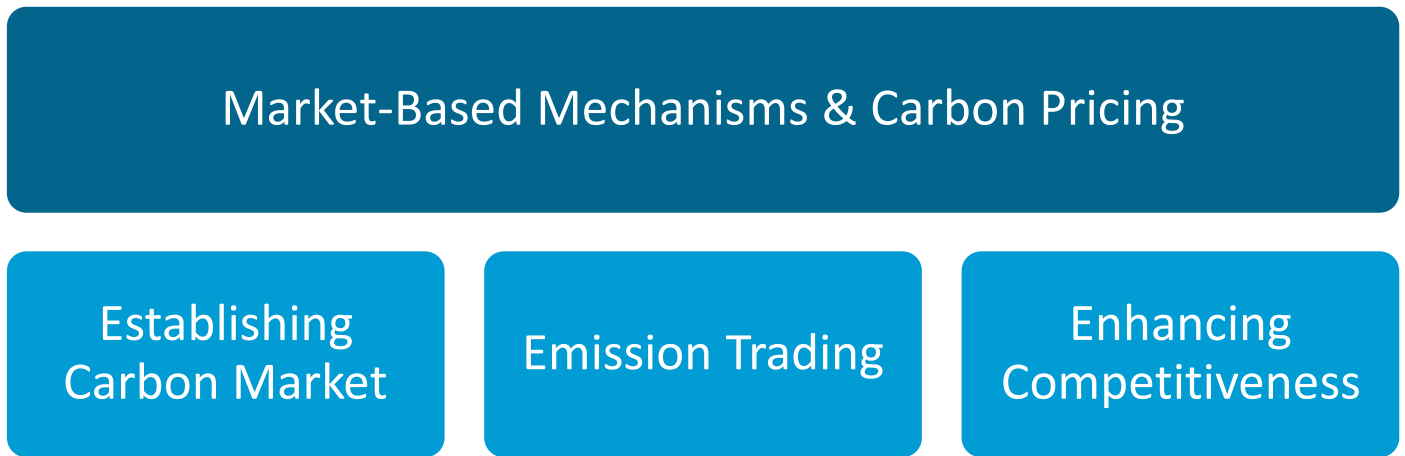 Market-Based Mechanisms & Carbon Pricing
Establishing
Carbon Market
Emission Trading
Enhancing
Competitiveness